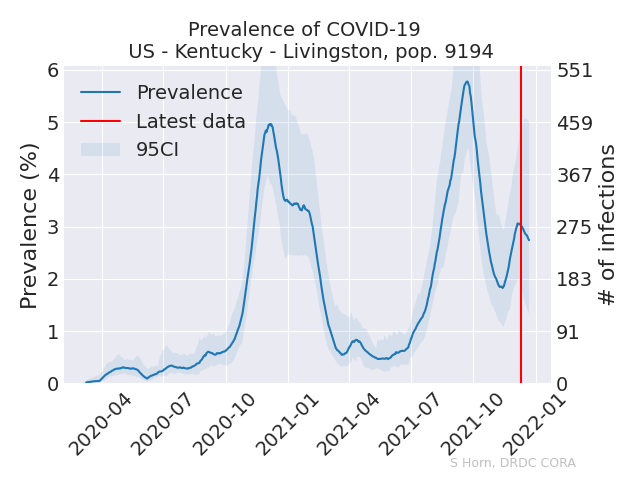 Prevalence of COVID-19
US - Kentucky - Livingston, pop. 9194
Prevalence
Latest data
95CI
Prevalence (%)
6
5
4
3
2
1
0
551
459
367
275
183
91
0
# of infections
2020-04
2020-07
2020-10
2021-01
2021-04
2021-07
2021-10
2022-01
S Horn, DRDC CORA